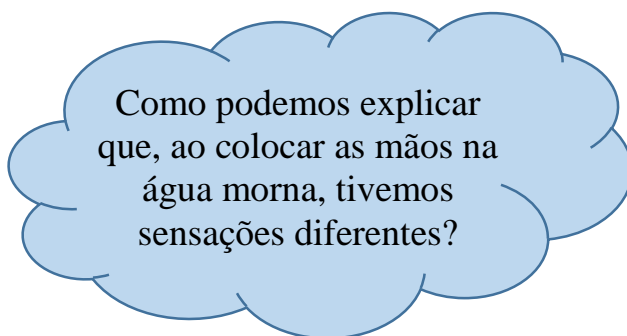 Como podemos explicar
que, ao colocar as mãos na
água morna, tivemos
sensações diferentes?